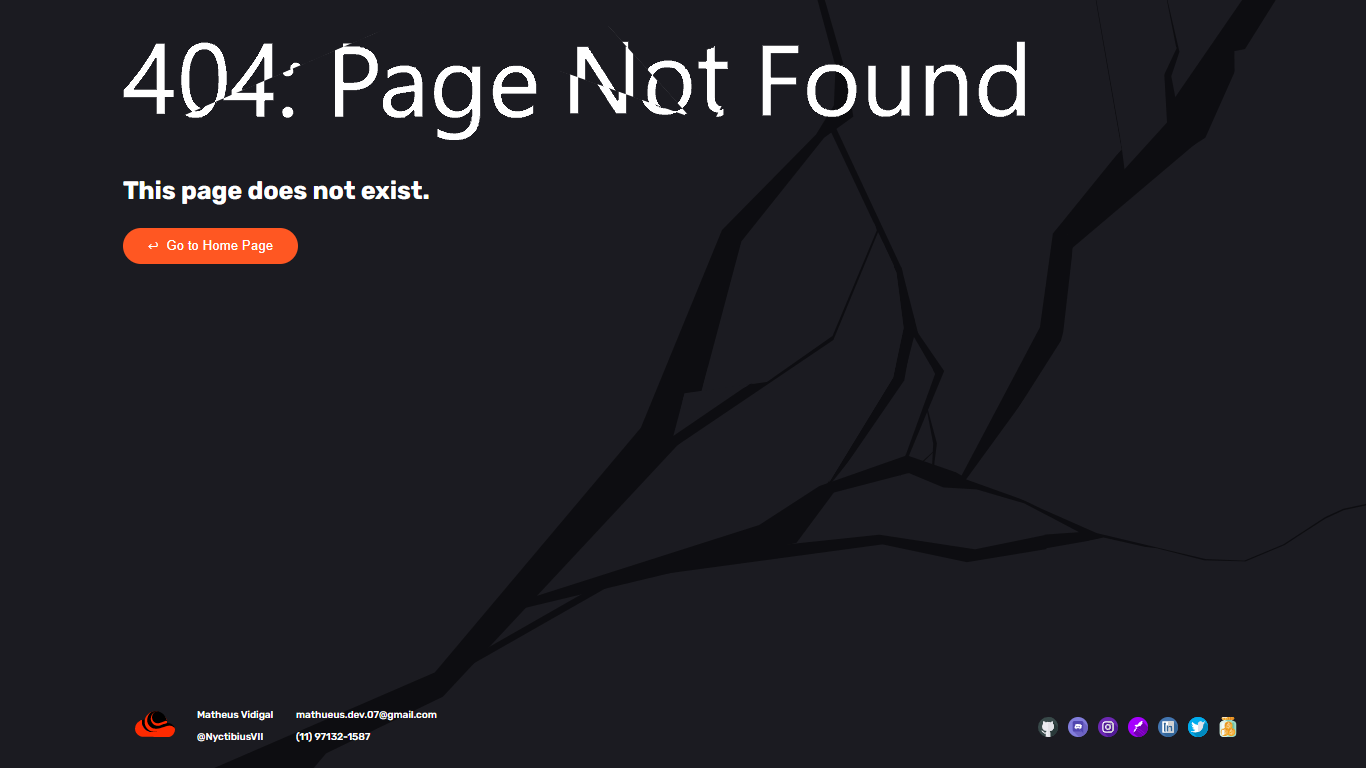 404: Page Not Found
This page does not exist.
↩ Go to Home Page
Matheus Vidigal
@NyctibiusVII
mathueus.dev.07@gmail.com
(11) 97132-1587